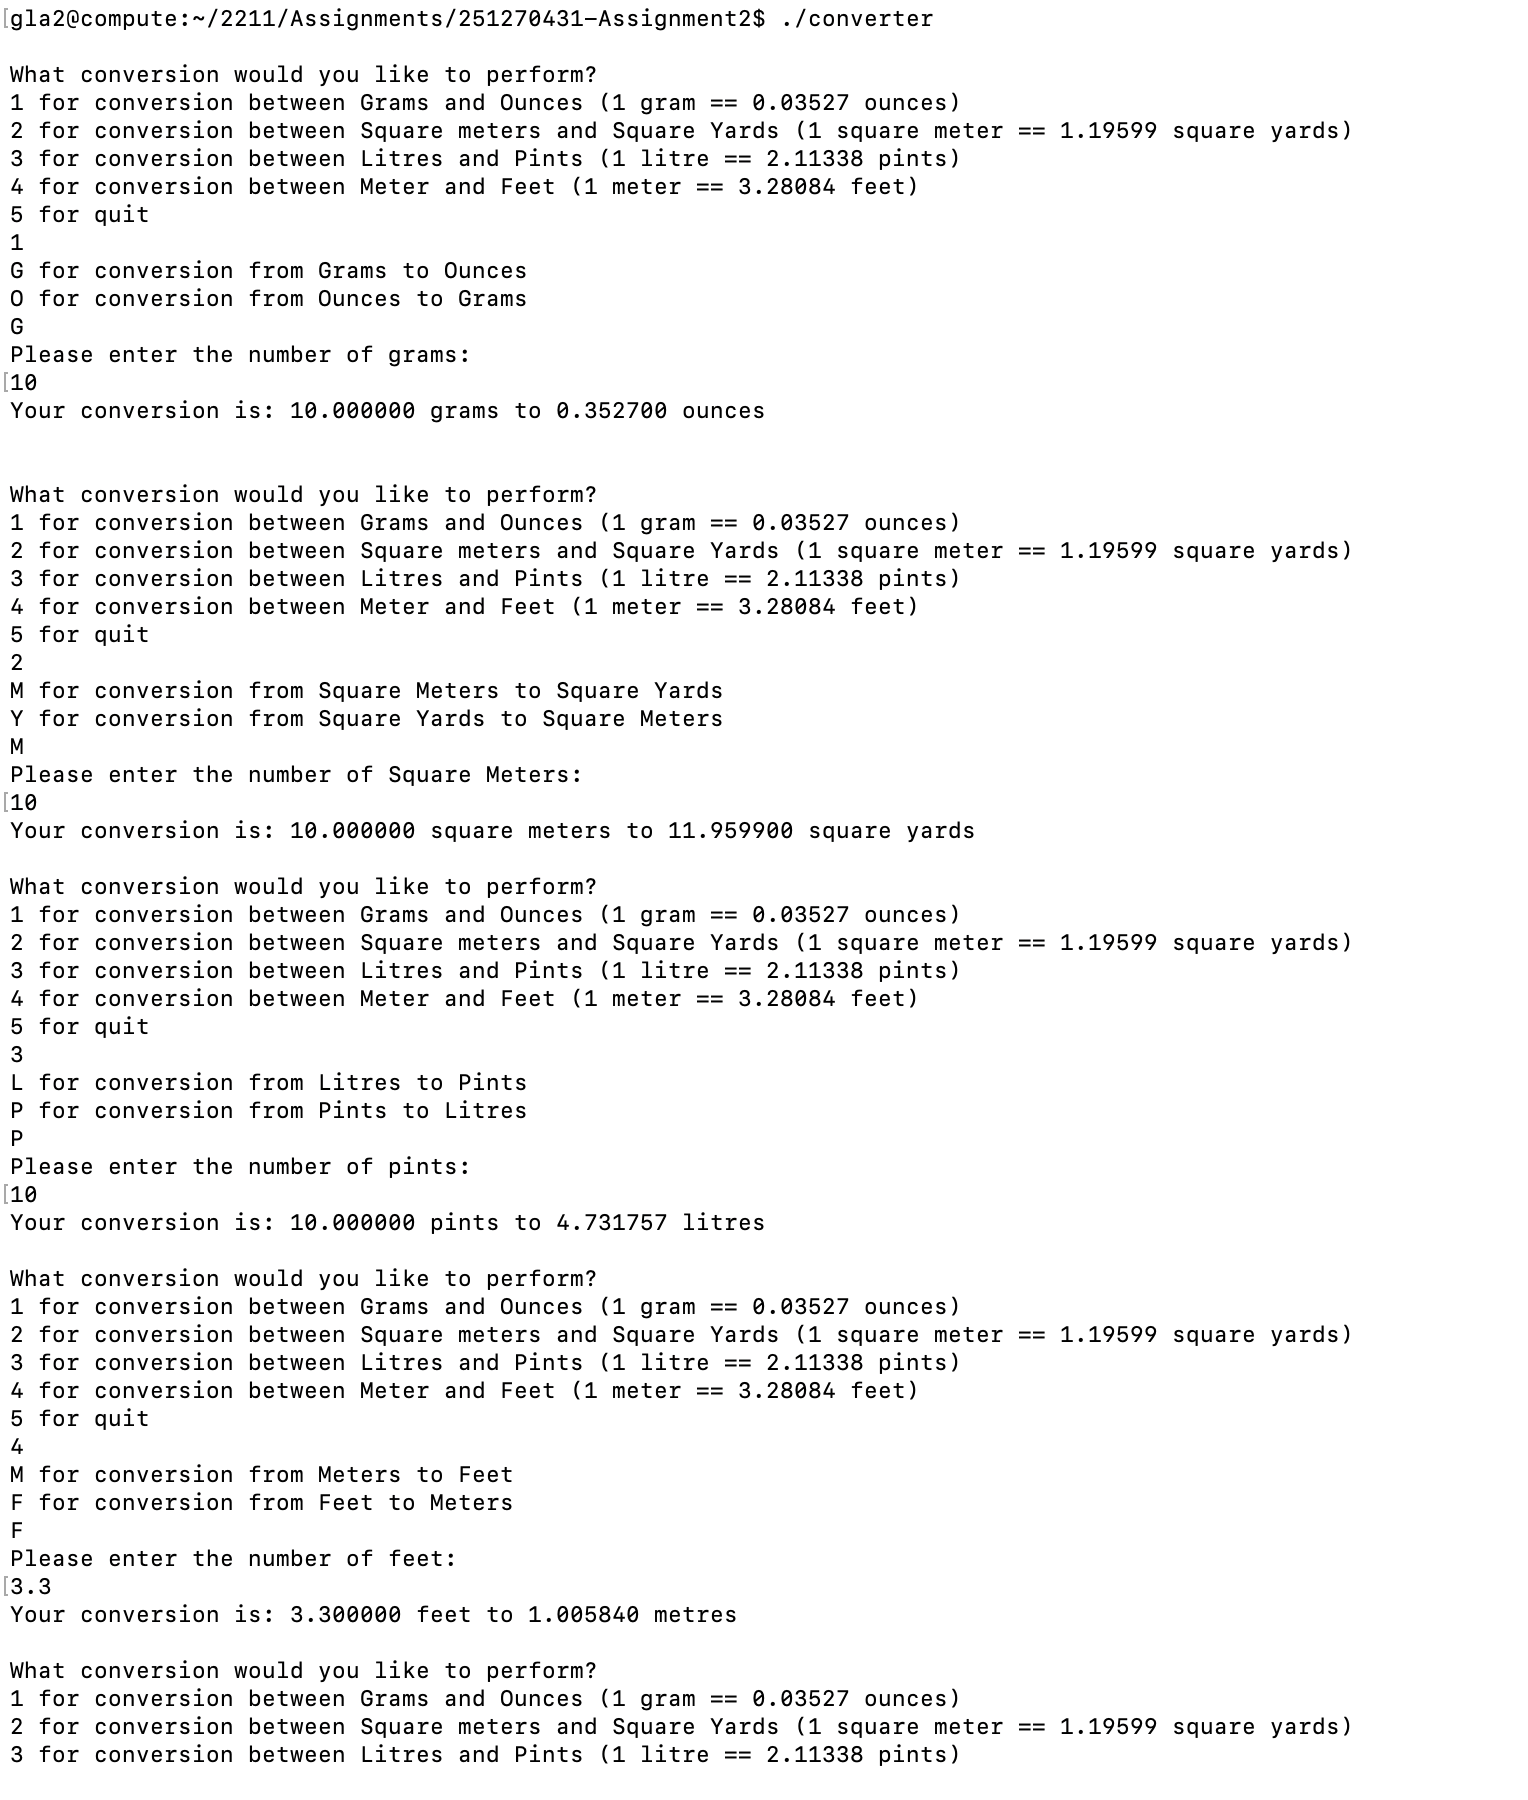 [gla2@compute:~/2211/Assignments/251270431-Assignment2$ ./converter
What conversion would you like to perform?
1 for conversion between Grams and Ounces (1 gram == 0.03527 ounces)
2 for conversion between Square meters and Square Yards (1 square meter == 1.19599 square yards)
3 for conversion between Litres and Pints (1 litre == 2.11338 pints)
4 for conversion between Meter and Feet (1 meter == 3.28084 feet)
5 for quit
1
G for conversion from Grams to Ounces
O for conversion from Ounces to Grams
G
Please enter the number of grams:
[10
Your conversion is: 10.000000 grams to 0.352700 ounces
What conversion would you like to perform?
1 for conversion between Grams and Ounces (1 gram == 0.03527 ounces)
2 for conversion between Square meters and Square Yards (1 square meter == 1.19599 square yards)
3 for conversion between Litres and Pints (1 litre == 2.11338 pints)
4 for conversion between Meter and Feet (1 meter == 3.28084 feet)
5 for quit
2
M for conversion from Square Meters to Square Yards
Y for conversion from Square Yards to Square Meters
M
Please enter the number of Square Meters:
[10
Your conversion is: 10.000000 square meters to 11.959900 square yards
What conversion would you like to perform?
1 for conversion between Grams and Ounces (1 gram == 0.03527 ounces)
2 for conversion between Square meters and Square Yards (1 square meter == 1.19599 square yards)
3 for conversion between Litres and Pints (1 litre == 2.11338 pints)
4 for conversion between Meter and Feet (1 meter == 3.28084 feet)
5 for quit
3
L for conversion from Litres to Pints
P for conversion from Pints to Litres
P
Please enter the number of pints:
[10
Your conversion is: 10.000000 pints to 4.731757 litres
What conversion would you like to perform?
1 for conversion between Grams and Ounces (1 gram == 0.03527 ounces)
2 for conversion between Square meters and Square Yards (1 square meter == 1.19599 square yards)
3 for conversion between Litres and Pints (1 litre == 2.11338 pints)
4 for conversion between Meter and Feet (1 meter == 3.28084 feet)
5 for quit
4
M for conversion from Meters to Feet
F for conversion from Feet to Meters
F
Please enter the number of feet:
[3.3
Your conversion is: 3.300000 feet to 1.005840 metres
What conversion would you like to perform?
1 for conversion between Grams and Ounces (1 gram == 0.03527 ounces)
2 for conversion between Square meters and Square Yards (1 square meter == 1.19599 square yards)
3 for conversion between Litres and Pints (1 litre == 2.11338 pints)